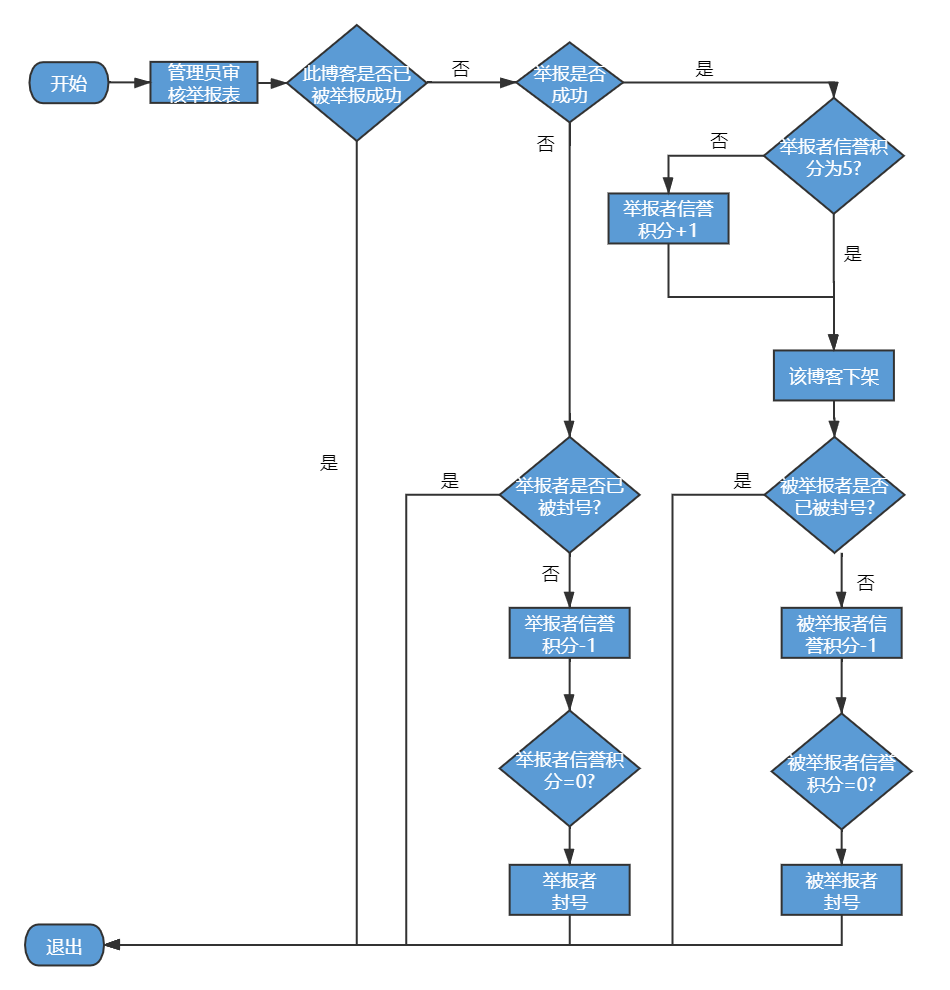 开始
管理员审
核举报表
此博客是否已
被举报成功
否
举报是否
成功
是
举报者信誉积
分为5?
否
举报者信誉
积分+1
否
是
该博客下架
是
举报者是否已
被封号?
是
被举报者是否
已被封号?
是
否
举报者信誉
积分-1
否
被举报者信
誉积分-1
举报者信誉积
分=0?
被举报者信誉
积分=0?
举报者
封号
被举报者
封号
退出